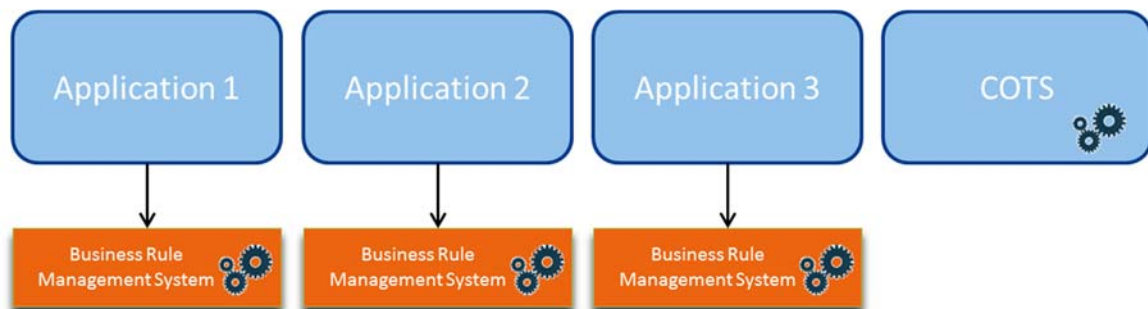 Application 1
Application 2
Application 3
COTS
Business Rule
Management System
Business Rule
Management System
Business Rule
Management System